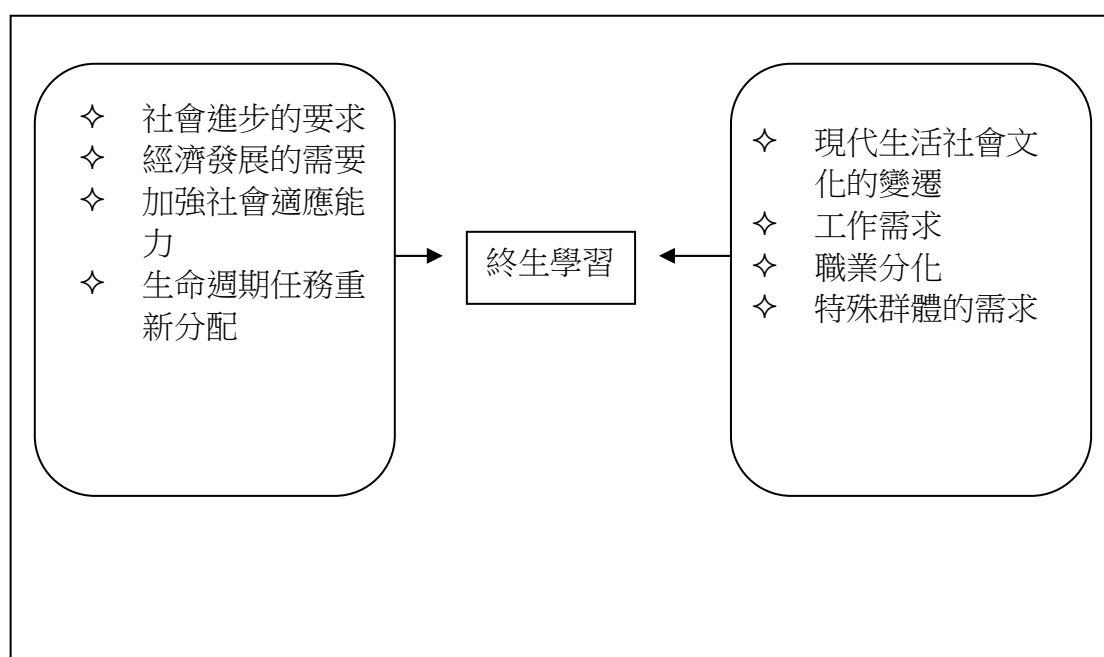 ✧ 社會進步的要求
✧ 經濟發展的需要
✧ 加強社會適應能
力
✧ 生命週期任務重
新分配
終生學習
✧ 現代生活社會文
化的變遷
✧ 工作需求
✧ 職業分化
✧ 特殊群體的需求